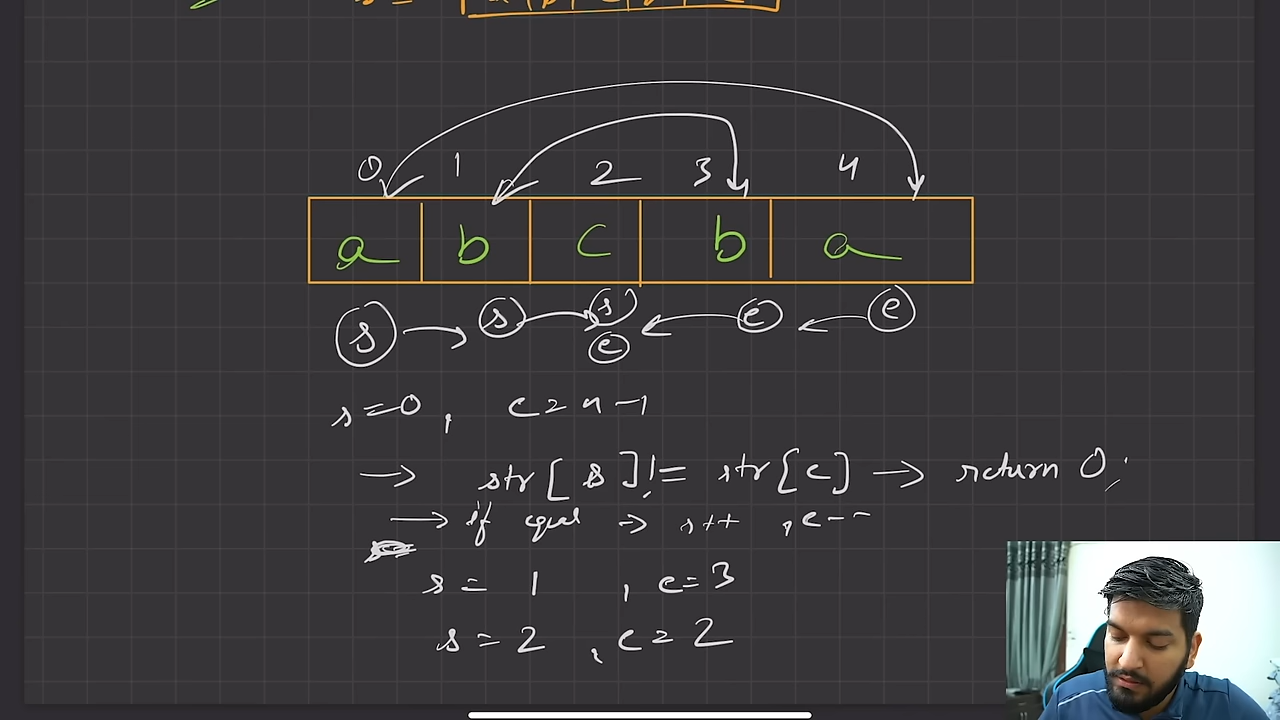 0 1 2 3 4
a b c b a
s s s e e
e
s=0, e=n-1
→ str[s]!= str[e] → return 0;
→ if equal → s++ , e--
s = 1 , e=3
s = 2 , e = 2